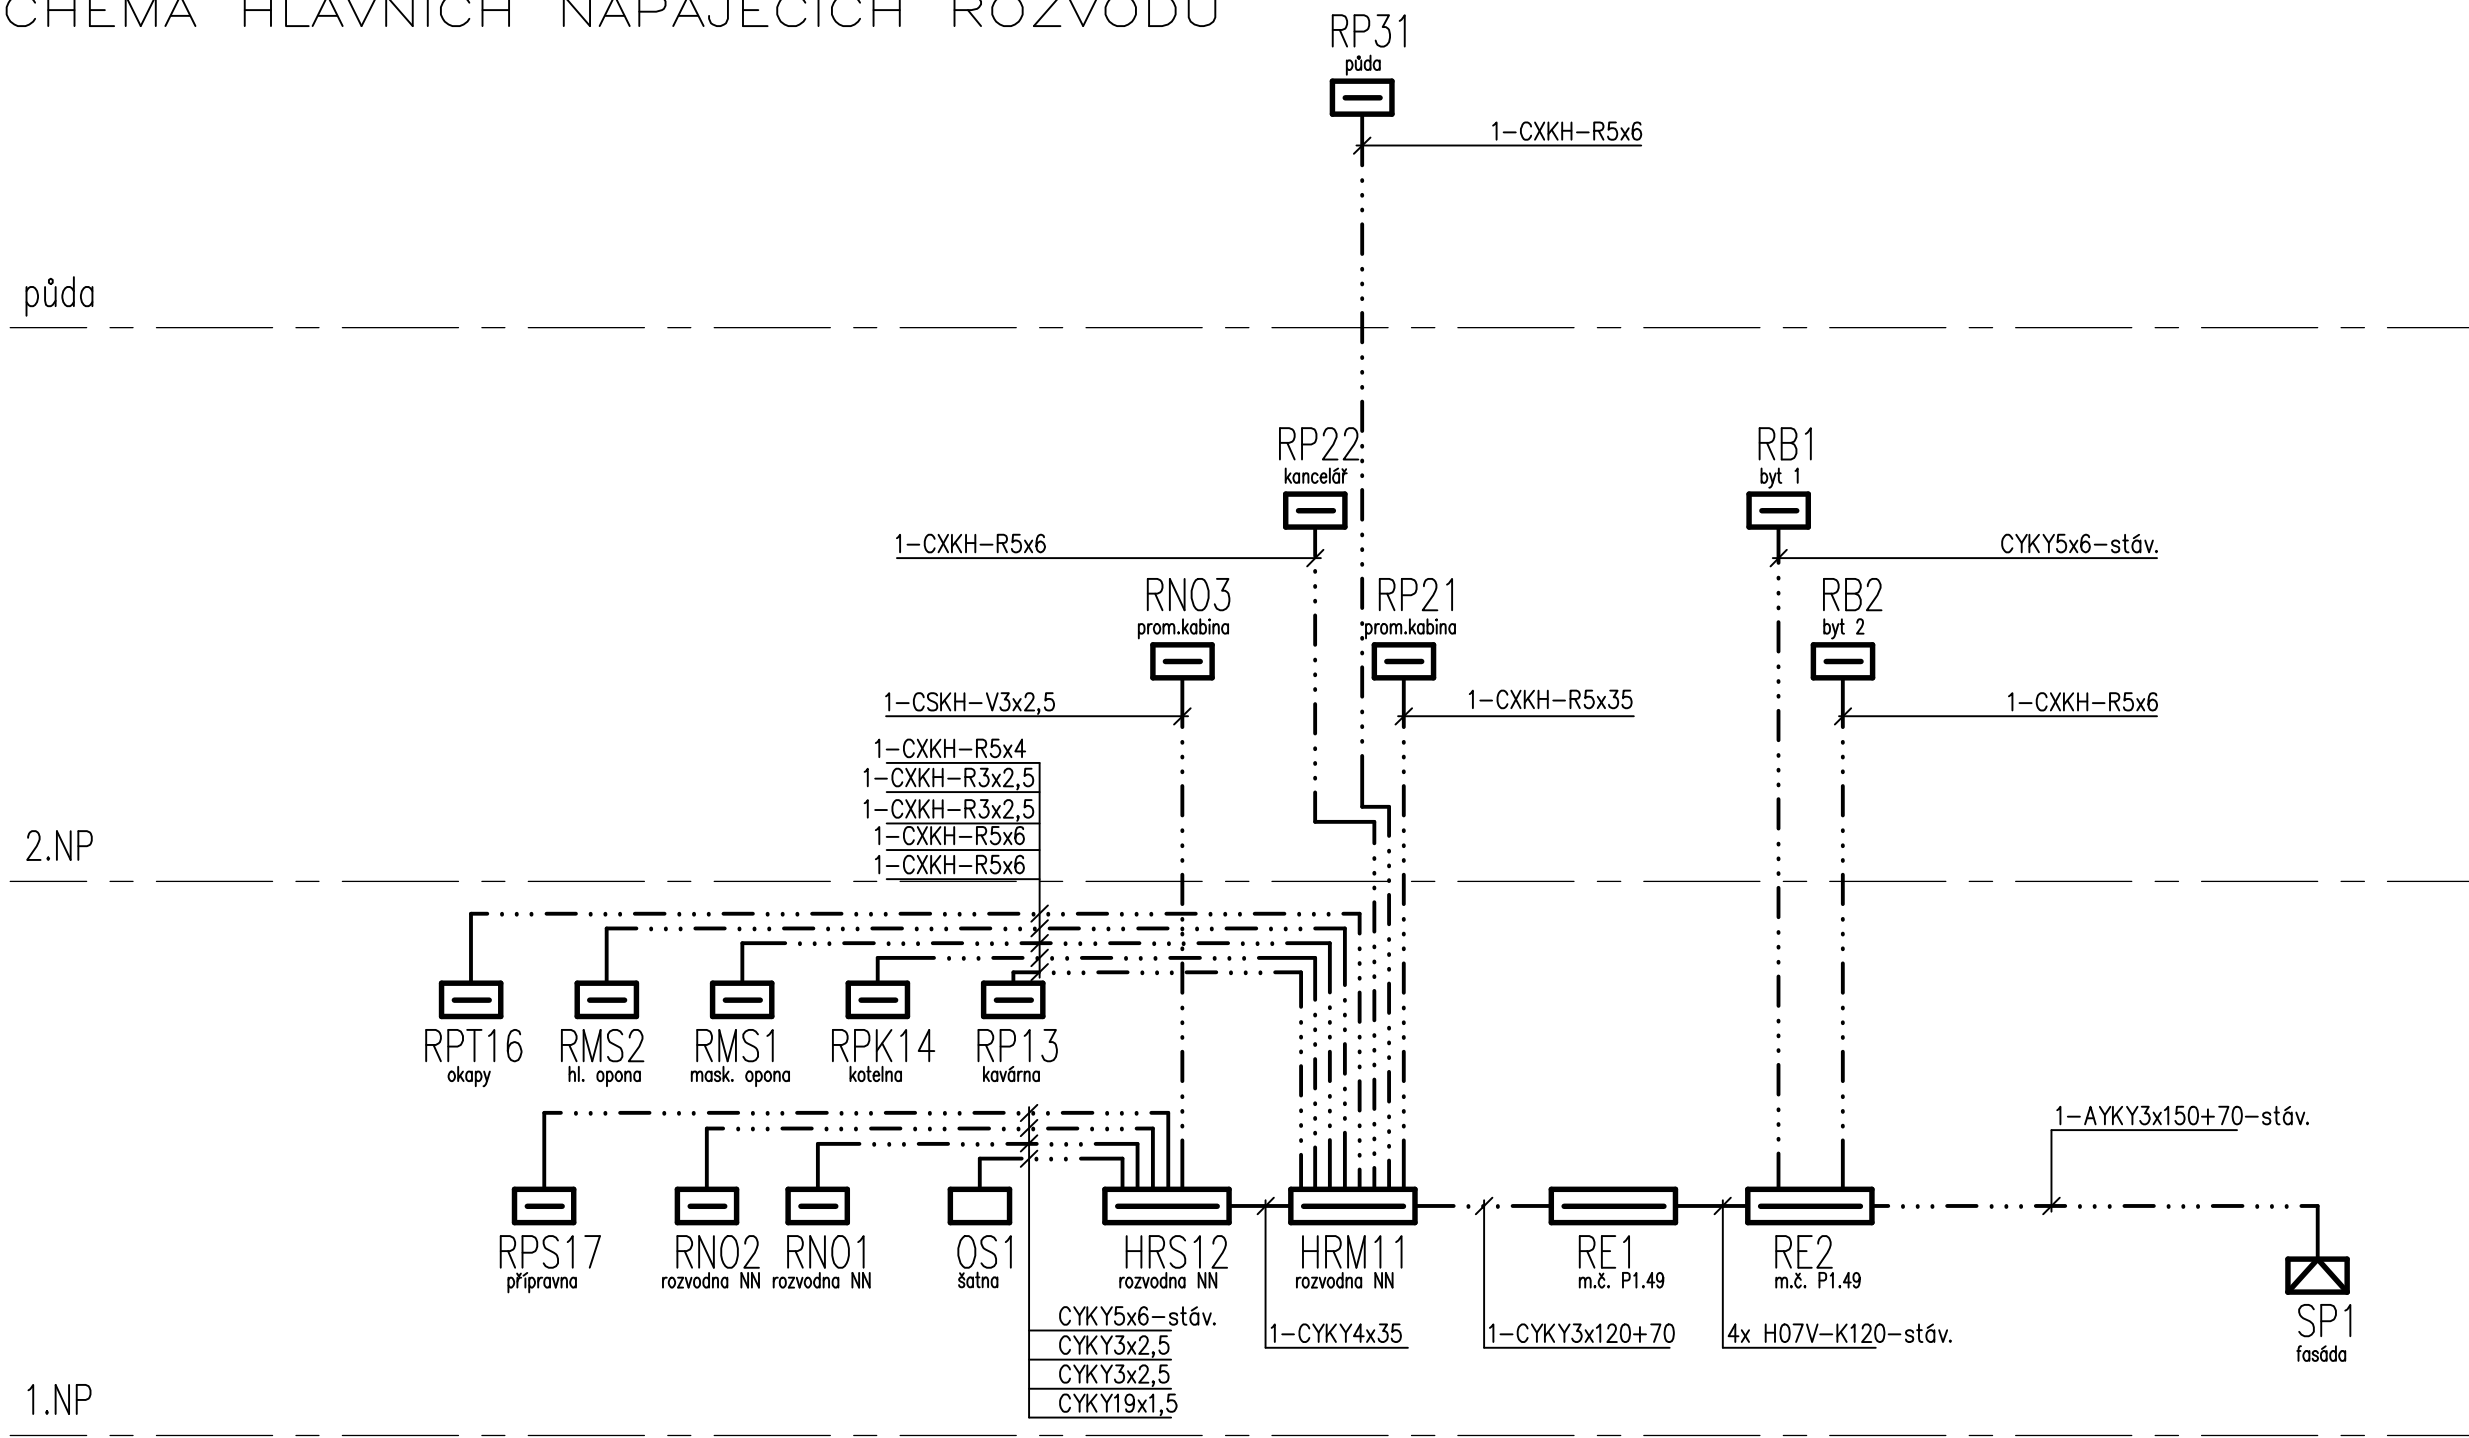 CHEMA HLAVNÍCH NAPÁJECÍCH ROZVODŮ
RP31
půda
1-CXKH-R5x6
půda
RP22
kancelář
RB1
byt 1
1-CXKH-R5x6
CYKY5x6-stáv.
RNO3
prom.kabina
RP21
prom.kabina
RB2
byt 2
1-CSKH-V3x2,5
1-CXKH-R5x35
1-CXKH-R5x6
1-CXKH-R5x4
1-CXKH-R3x2,5
1-CXKH-R3x2,5
1-CXKH-R5x6
1-CXKH-R5x6
2.NP
RPT16
okapy
RMS2
hl. opona
RMS1
mask. opona
RPK14
kotelna
RP13
kavárna
1-AYKY3x150+70-stáv.
RPS17
přípravna
RNO2
rozvodna NN
RNO1
rozvodna NN
OS1
šatna
HRS12
rozvodna NN
HRM11
rozvodna NN
RE1
m.č. P1.49
RE2
m.č. P1.49
SP1
fasáda
CYKY5x6-stáv.
CYKY3x2,5
CYKY3x2,5
CYKY19x1,5
1-CYKY4x35
1-CYKY3x120+70
4x H07V-K120-stáv.
1.NP